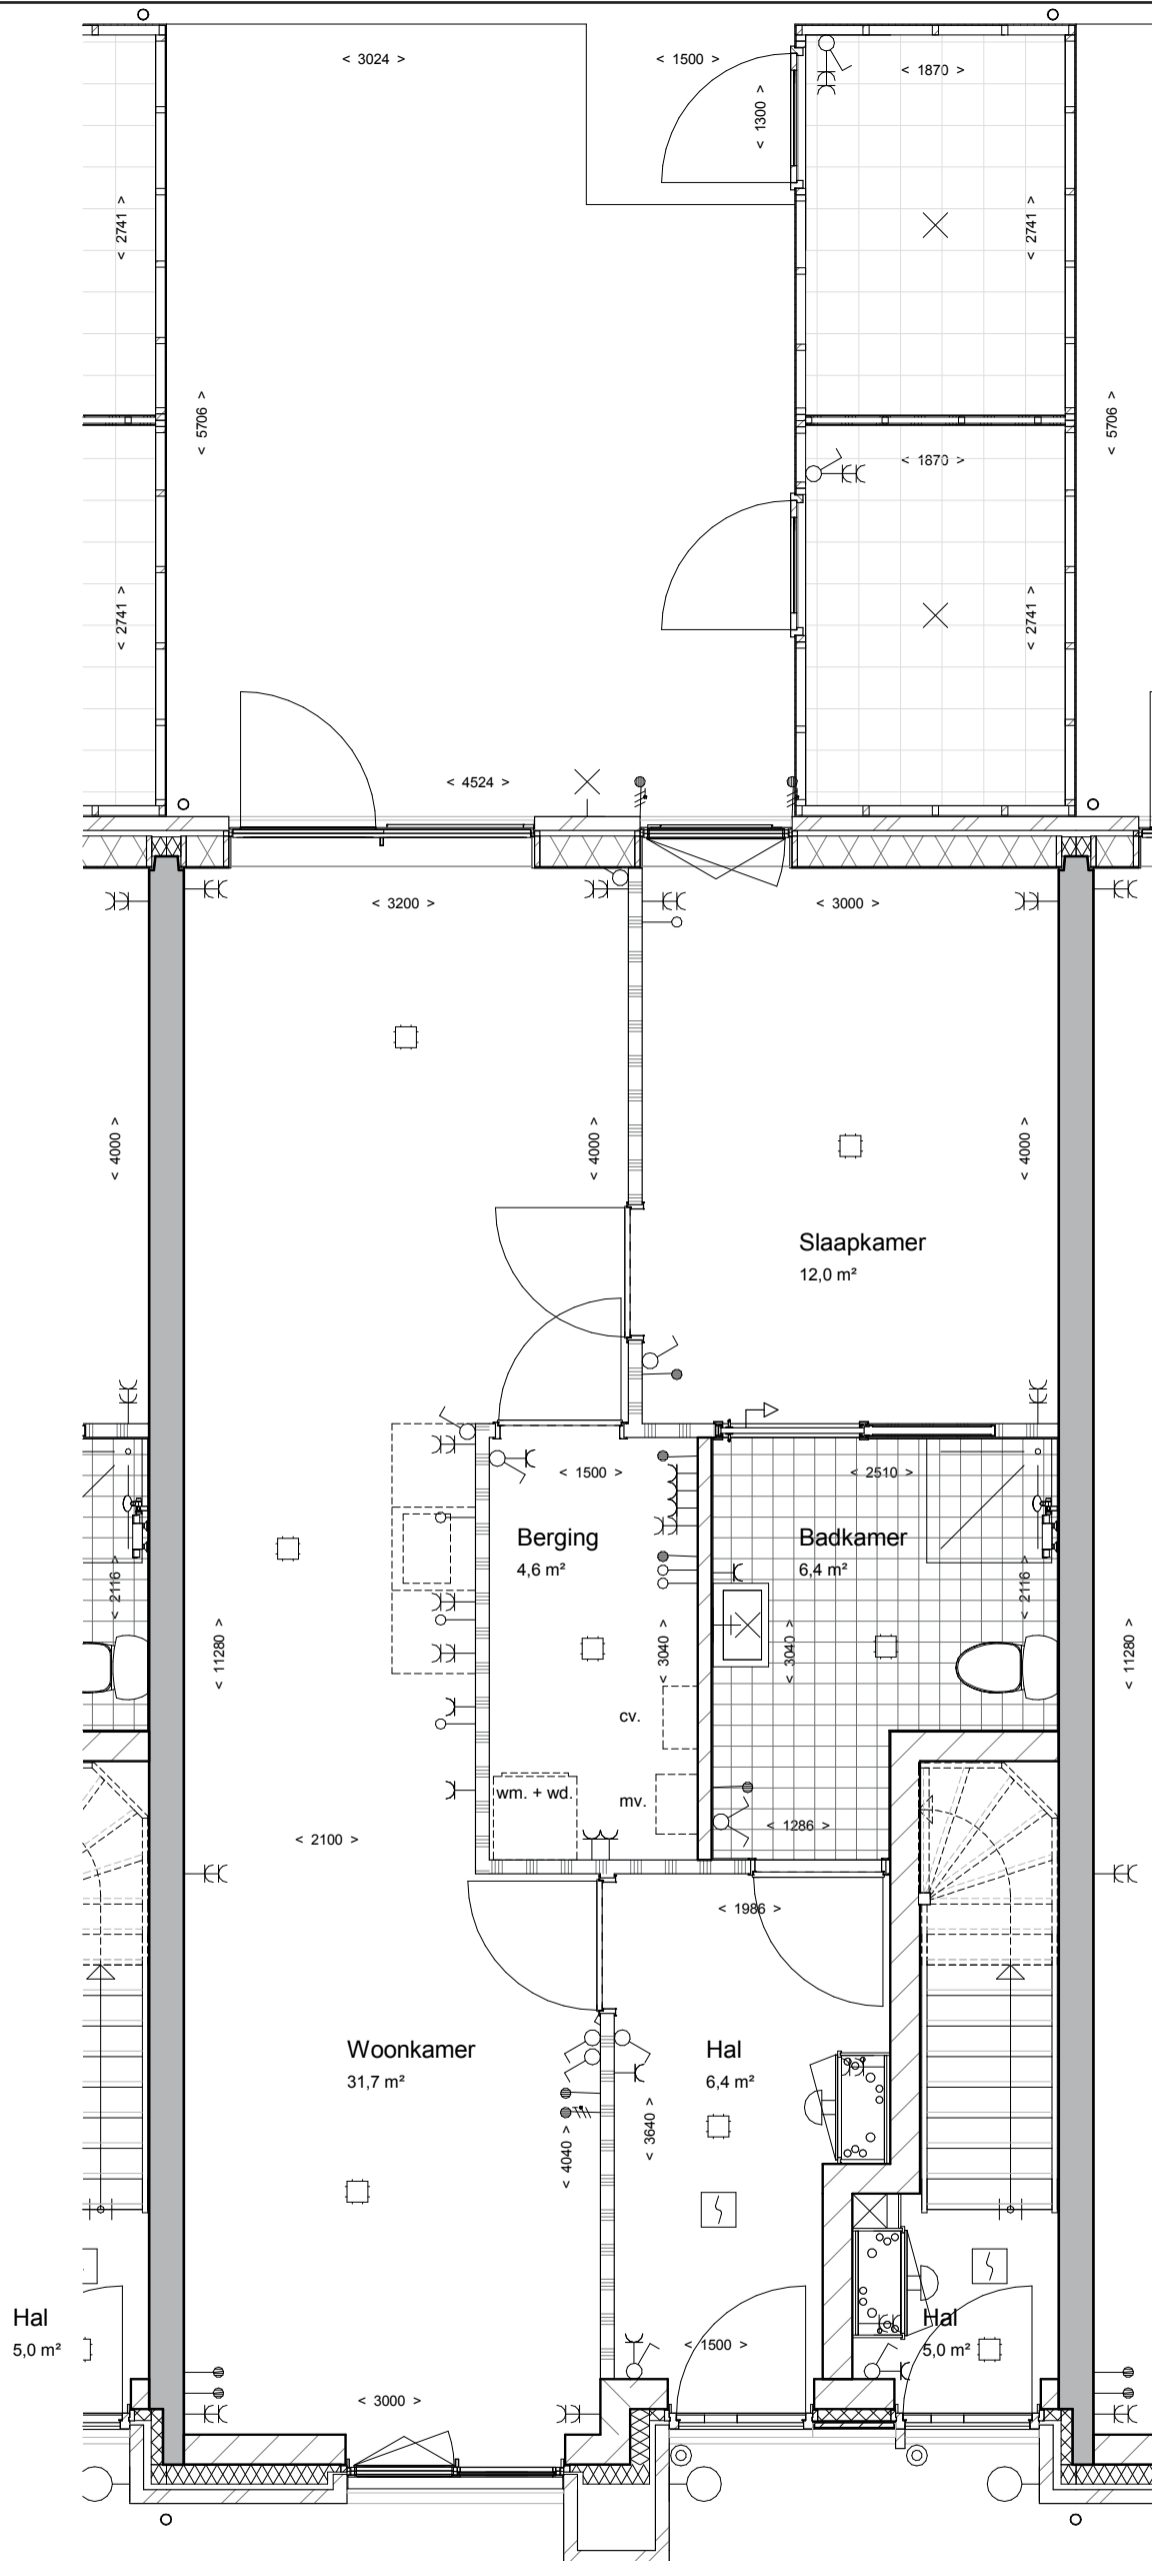 < 3024 >
< 1500 >
< 1300 >
< 1870 >
< 2741 >
< 2741 >
< 5706 >
< 5706 >
< 1870 >
< 2741 >
< 2741 >
< 4524 >
< 3200 >
< 3000 >
< 4000 >
< 4000 >
< 4000 >
Slaapkamer
12,0 m²
< 1500 >
< 2510 >
Berging
4,6 m²
Badkamer
6,4 m²
< 2116 >
< 2116 >
< 11280 >
< 3040 >
< 3040 >
< 11280 >
cv.
wm. + wd.
mv.
< 2100 >
< 1286 >
< 1986 >
Woonkamer
31,7 m²
Hal
6,4 m²
< 4040 >
< 3640 >
Hal
5,0 m²
Hal
5,0 m²
< 1500 >
< 3000 >